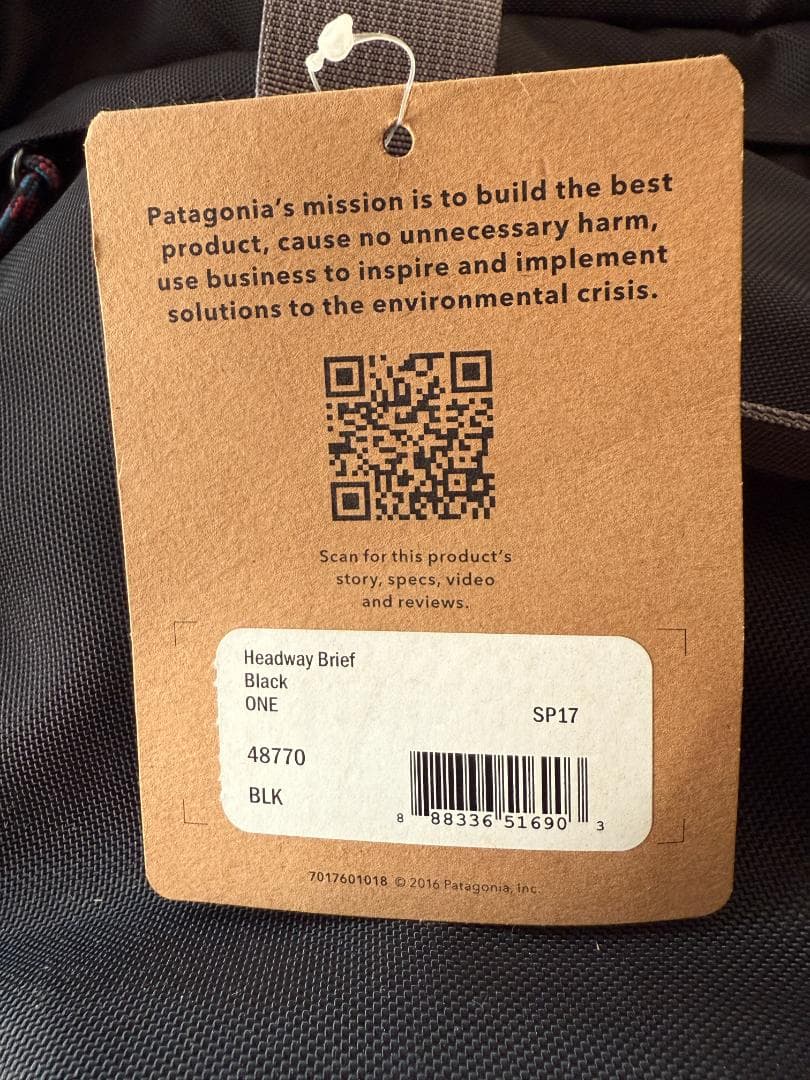 Patagonia's mission is to build the best
product, cause no unnecessary harm,
use business to inspire and implement
solutions to the environmental crisis.
Scan for this product's
story, specs, video
and reviews.
Headway Brief
Black
ONE
SP17
48770
BLK
8 88336 51690 3
7017601018 © 2016 Patagonia, Inc.